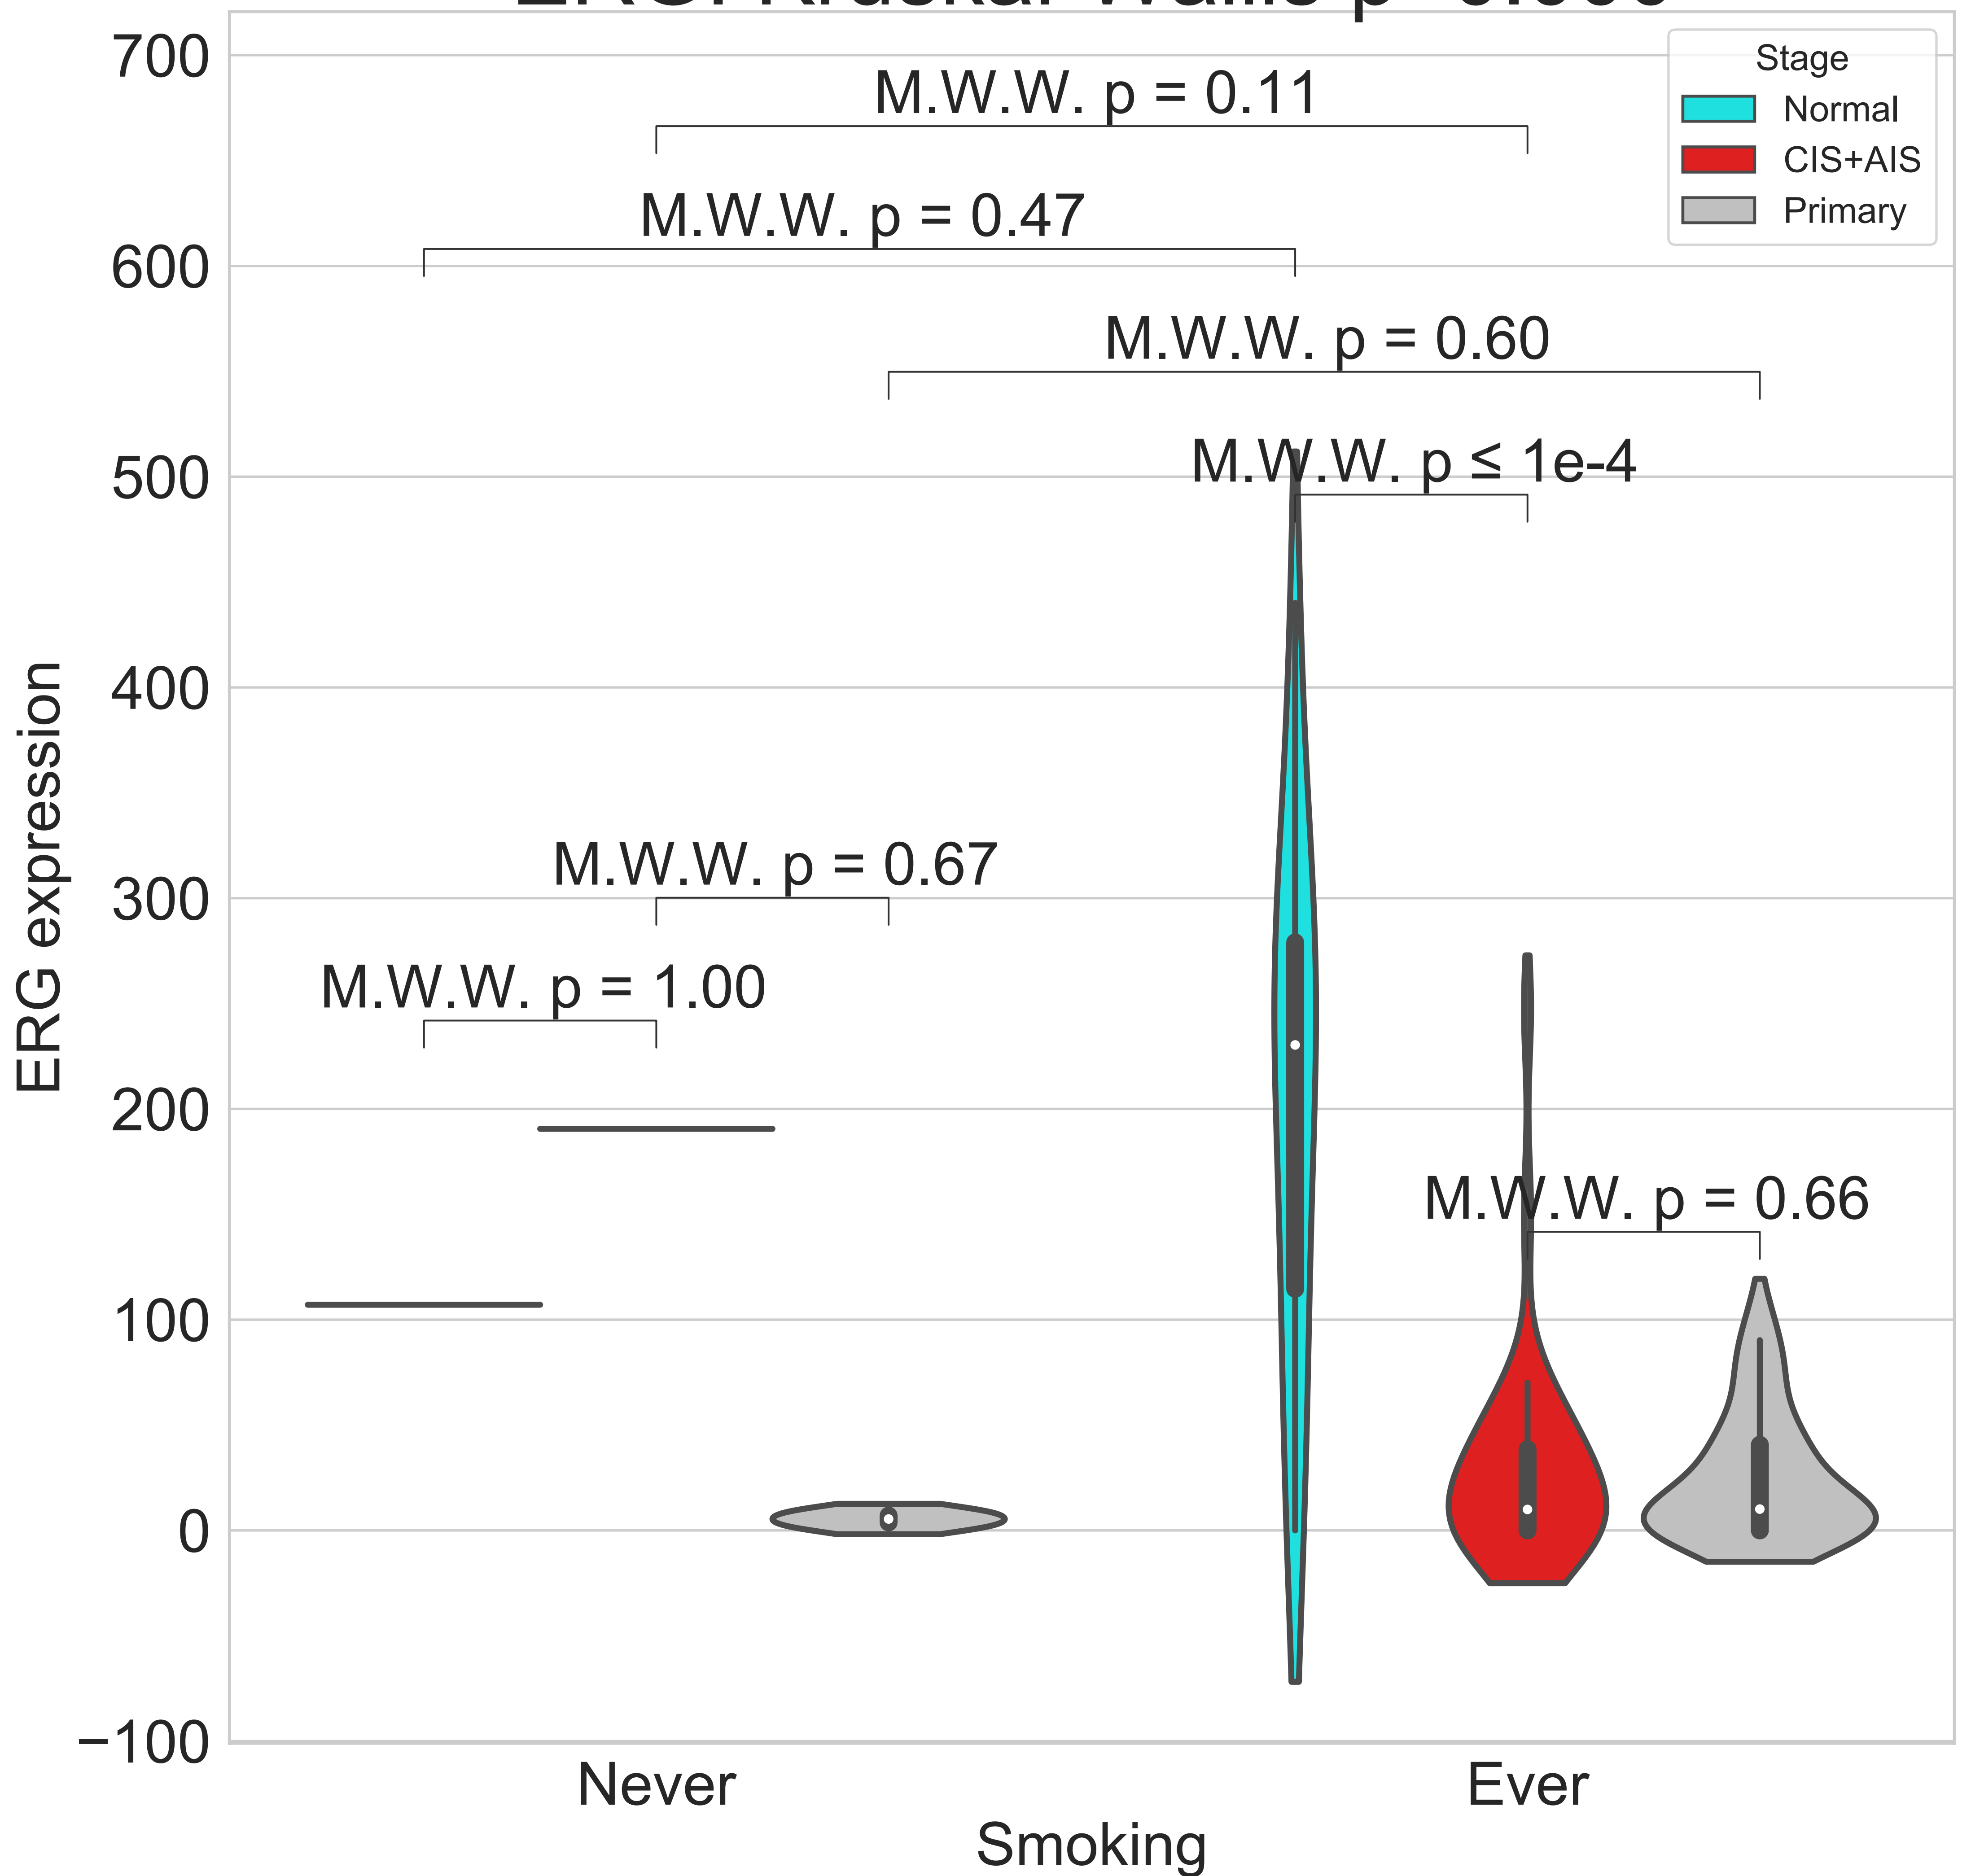 700
Stage
Normal
CIS+AIS
Primary
M.W.W. p = 0.11
M.W.W. p = 0.47
600
M.W.W. p = 0.60
M.W.W. p ≤ 1e-4
500
400
M.W.W. p = 0.67
300
M.W.W. p = 1.00
200
M.W.W. p = 0.66
100
0
−100
ERG expression
Never
Ever
Smoking